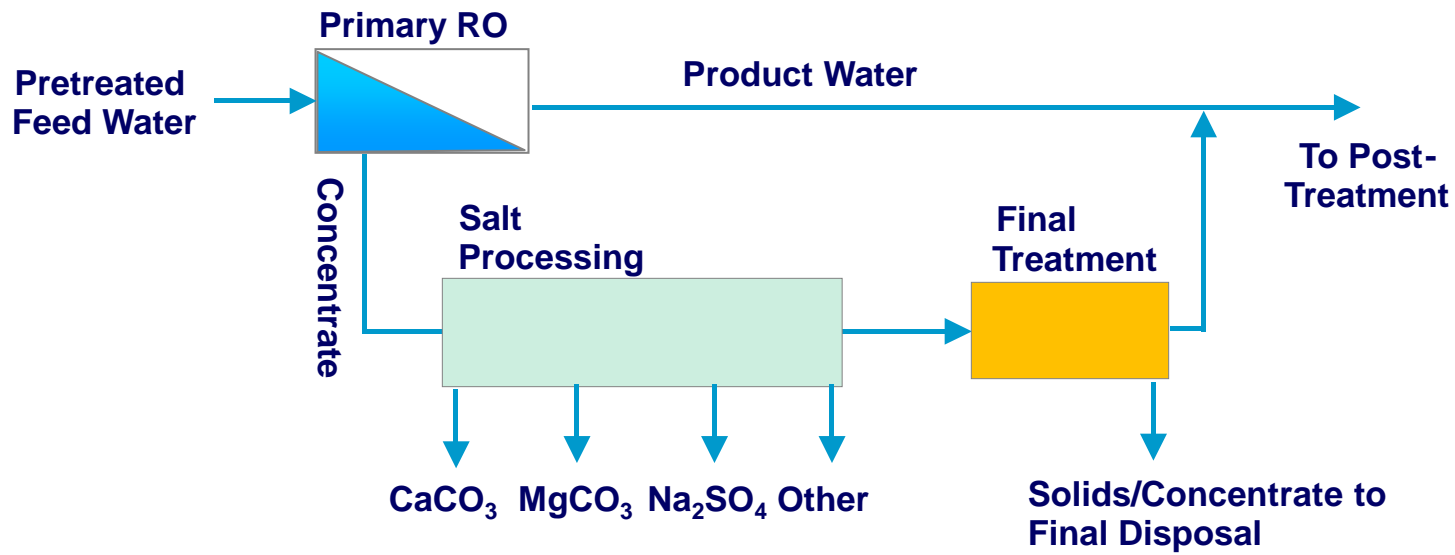 Primary RO
Pretreated
Feed Water
Product Water
To Post-
Treatment
Concentrate
Salt
Processing
Final
Treatment
CaCO₃ MgCO₃ Na₂SO₄ Other
Solids/Concentrate to
Final Disposal